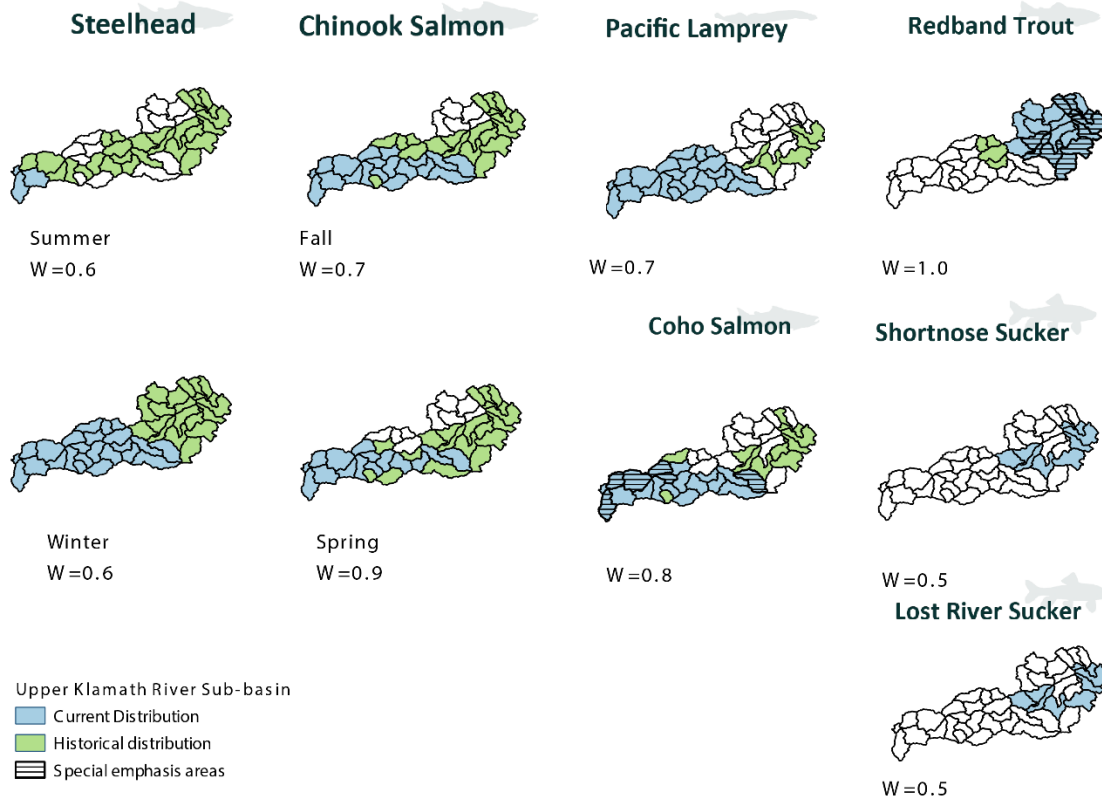 Steelhead
Chinook Salmon
Pacific Lamprey
Redband Trout
Summer
W=0.6
Fall
W=0.7
W=0.7
W=1.0
Coho Salmon
Shortnose Sucker
Winter
W=0.6
Spring
W=0.9
W=0.8
W=0.5
Lost River Sucker
Upper Klamath River Sub-basin
Current Distribution
Historical distribution
Special emphasis areas
W=0.5